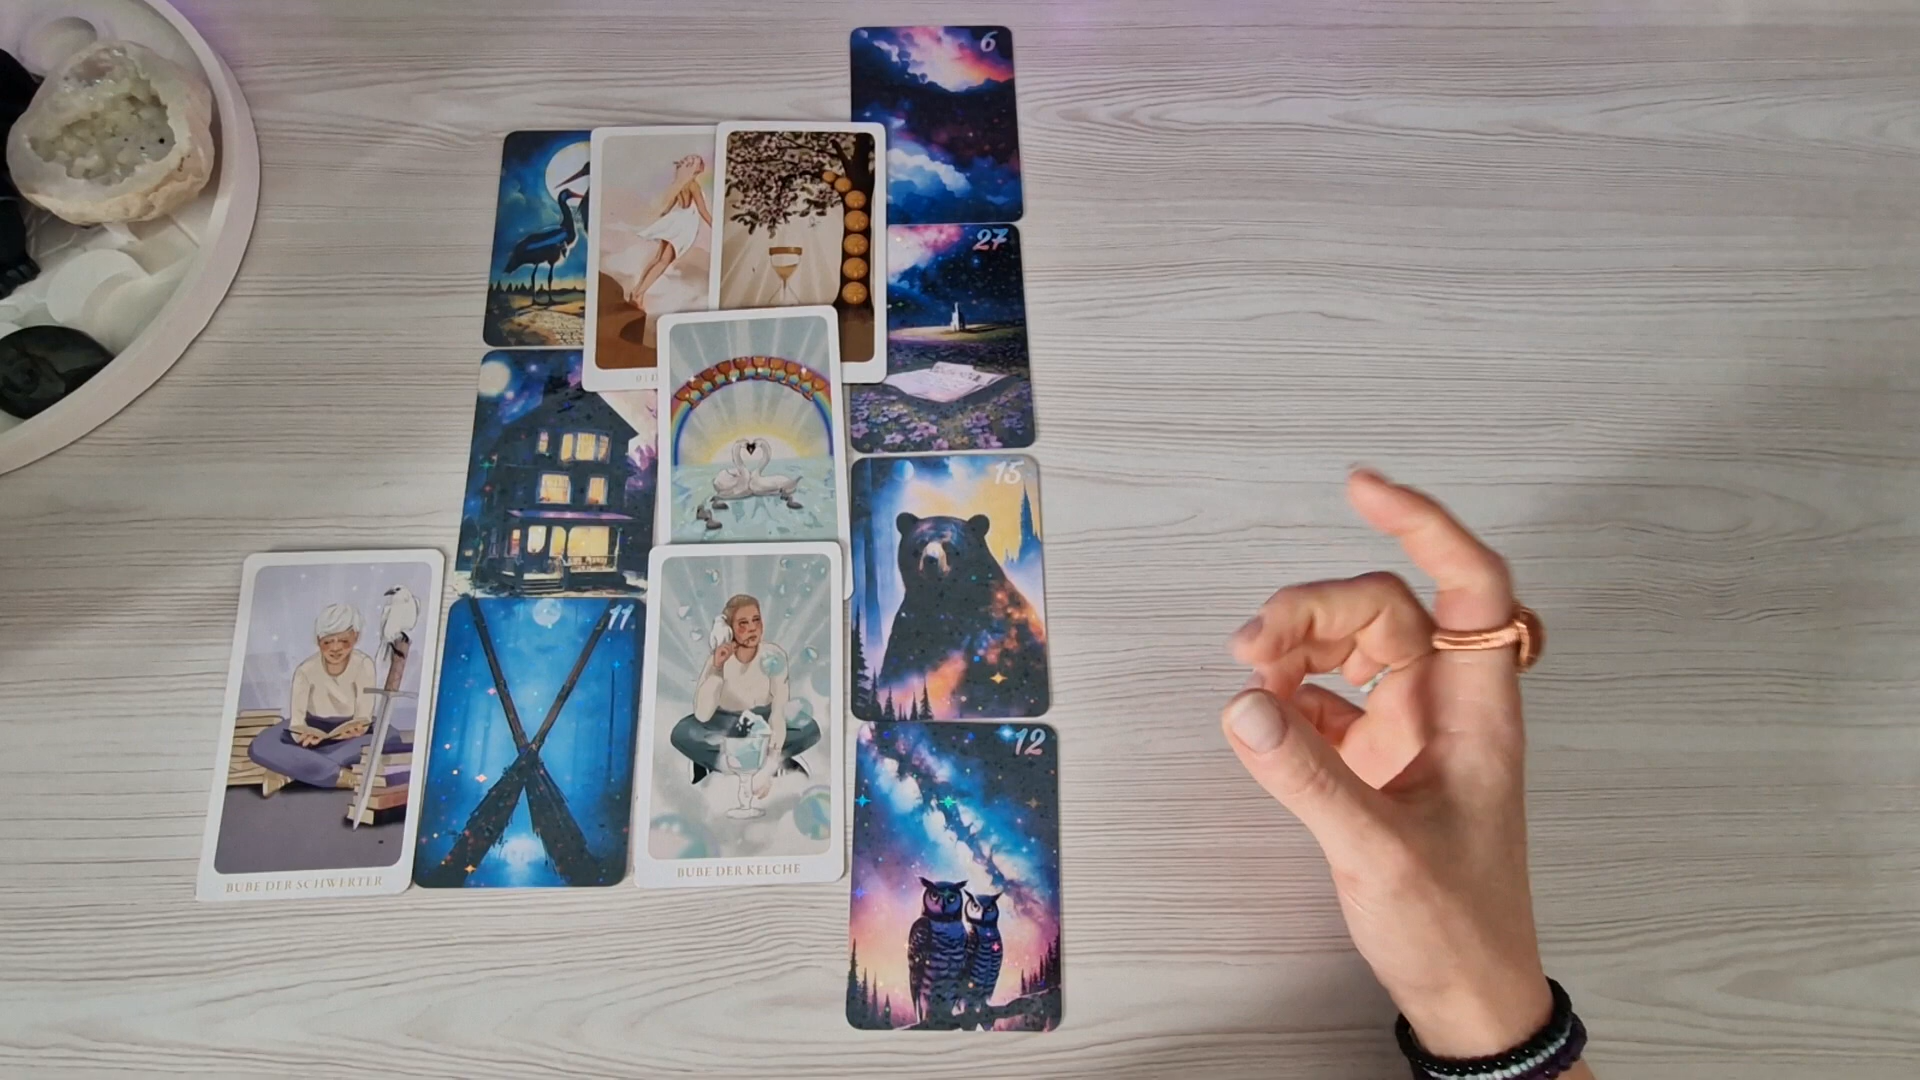 6
27
15
11
12
BUBE DER SCHWERTER
BUBE DER KELCHE